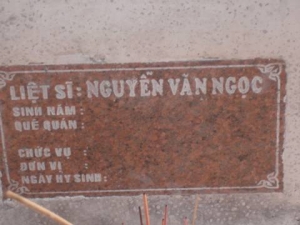 LIỆT SĨ: NGUYỄN VĂN NGỌC
SINH NĂM :
QUÊ QUÁN :
CHỨC VỤ :
ĐƠN VỊ :
NGÀY HY SINH :